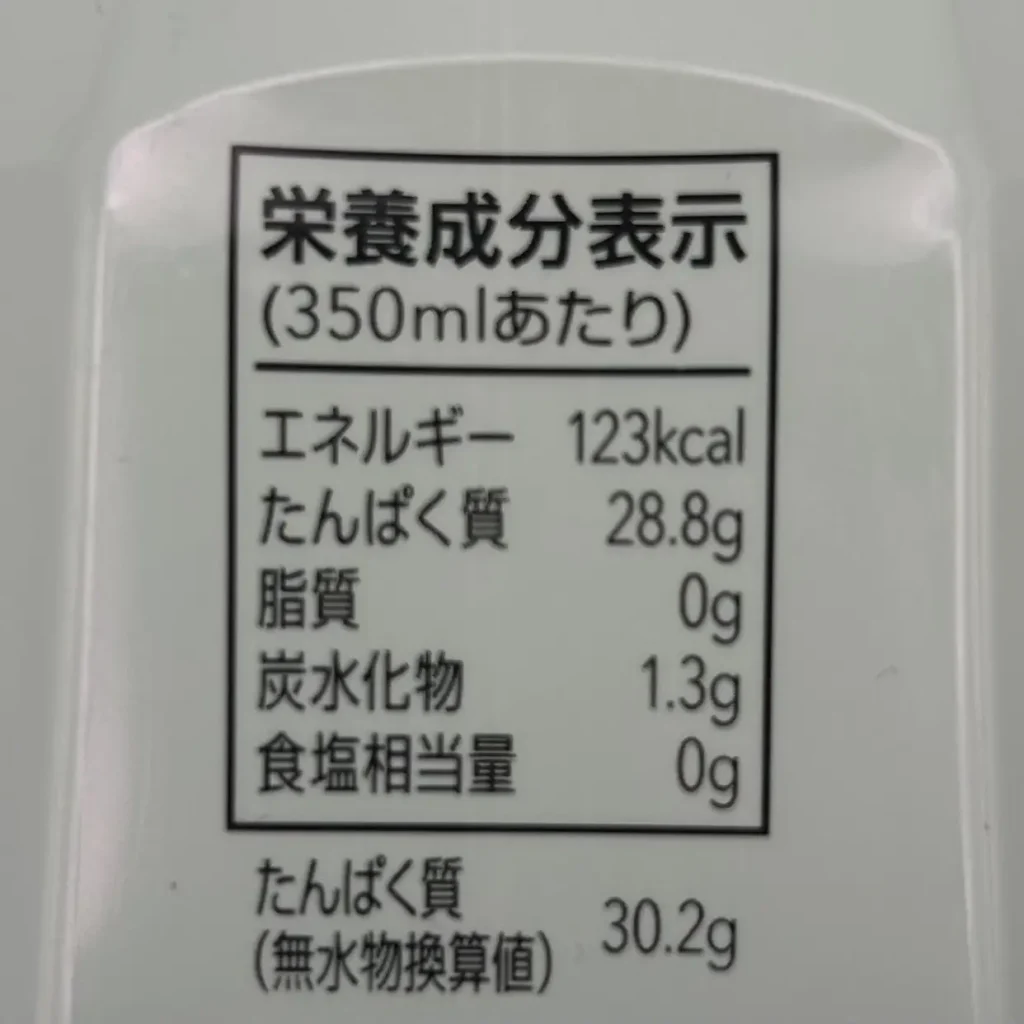 栄養成分表示
(350mlあたり)
エネルギー 123kcal
たんぱく質 28.8g
脂質 0g
炭水化物 1.3g
食塩相当量 0g
たんぱく質
(無水物換算値) 30.2g